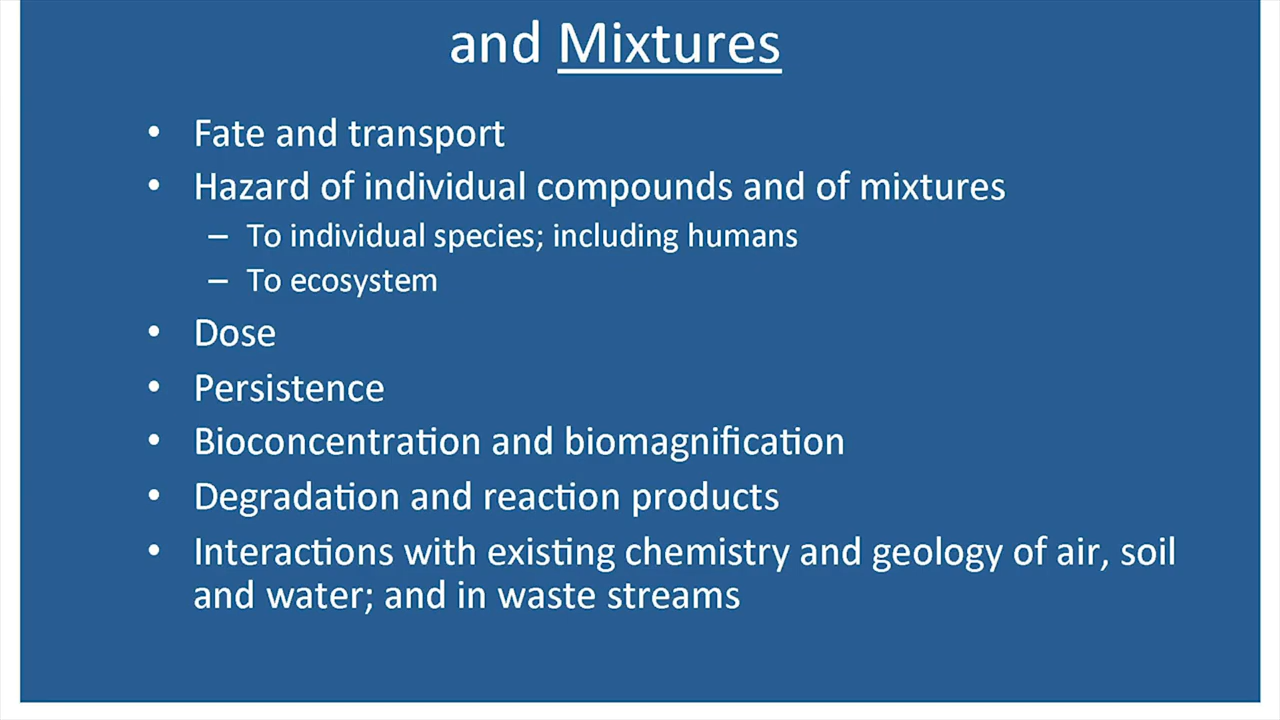 and Mixtures
• Fate and transport
• Hazard of individual compounds and of mixtures
– To individual species; including humans
– To ecosystem
• Dose
• Persistence
• Bioconcentration and biomagnification
• Degradation and reaction products
• Interactions with existing chemistry and geology of air, soil
and water; and in waste streams